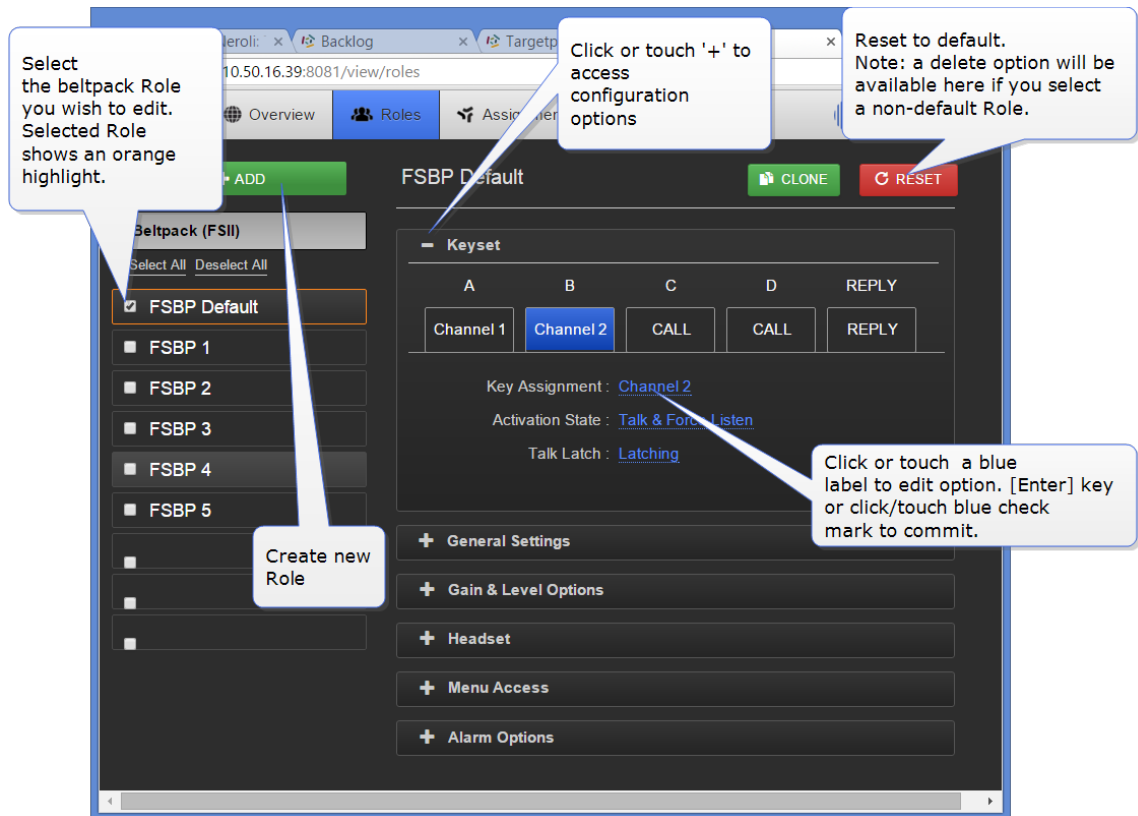 Select
the beltpack Role
you wish to edit.
Selected Role
shows an orange
highlight.
Click or touch '+' to
access
configuration
options
Reset to default.
Note: a delete option will be
available here if you select
a non-default Role.
Backlog
10.50.16.39:8081/view/roles
Overview
Roles
ADD
FSBP Default
CLONE
RESET
Beltpack (FSII)
Select All Deselect All
FSBP Default
FSBP 1
FSBP 2
FSBP 3
FSBP 4
FSBP 5
Create new
Role
Keyset
A B C D REPLY
Channel 1 Channel 2 CALL CALL REPLY
Key Assignment : Channel 2
Activation State : Talk & Force Listen
Talk Latch : Latching
Click or touch a blue
label to edit option. [Enter] key
or click/touch blue check
mark to commit.
General Settings
Gain & Level Options
Headset
Menu Access
Alarm Options